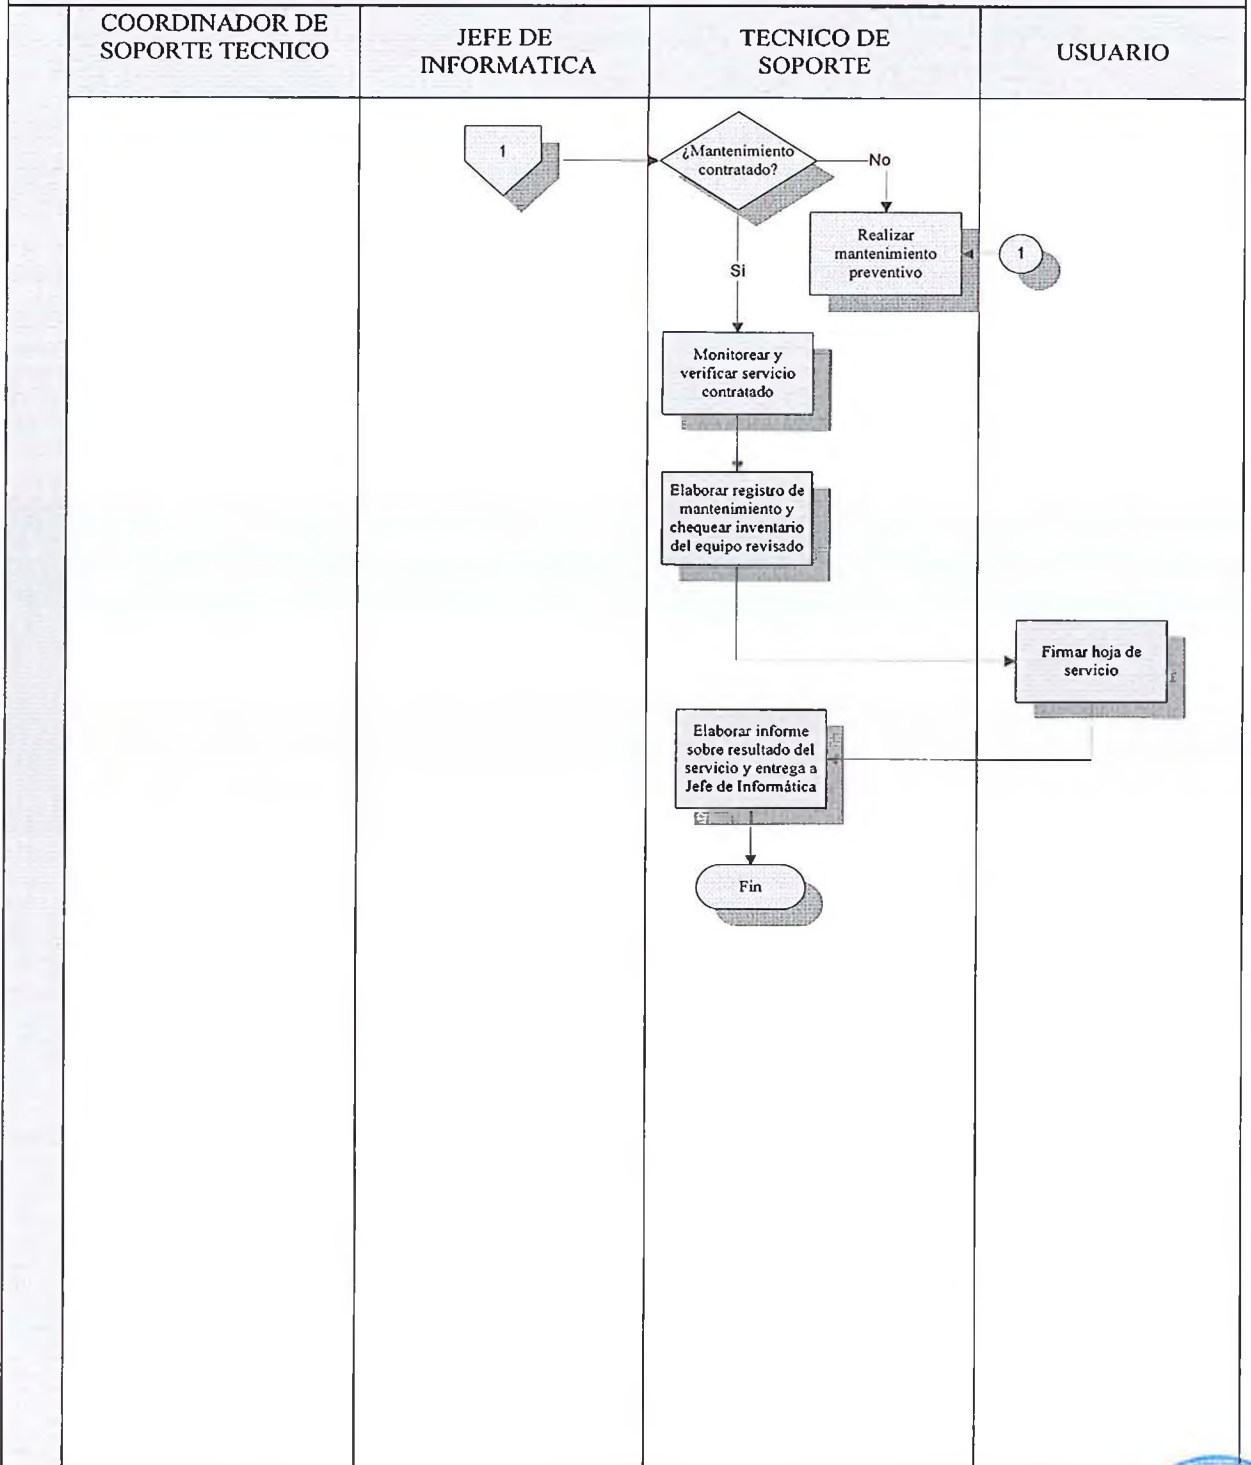 COORDINADOR DE
SOPORTE TECNICO
JEFE DE
INFORMATICA
TECNICO DE
SOPORTE
USUARIO
1
¿Mantenimiento
contratado?
No
Realizar
mantenimiento
preventivo
1
Si
Monitorear y
verificar servicio
contratado
Elaborar registro de
mantenimiento y
chequear inventario
del equipo revisado
Firmar hoja de
servicio
Elaborar informe
sobre resultado del
servicio y entrega a
Jefe de Informática
Fin